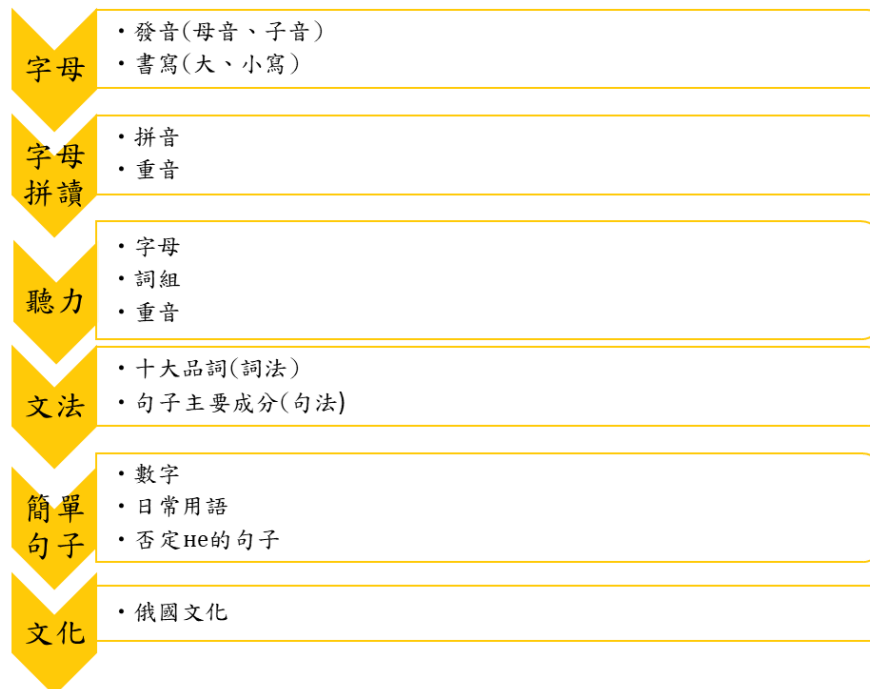 字母
・發音(母音、子音)
・書寫(大、小寫)
字母
拼讀
・拼音
・重音
聽力
・字母
・詞組
・重音
文法
・十大品詞(詞法)
・句子主要成分(句法)
簡單
句子
・數字
・日常用語
・否定не的句子
文化
・俄國文化